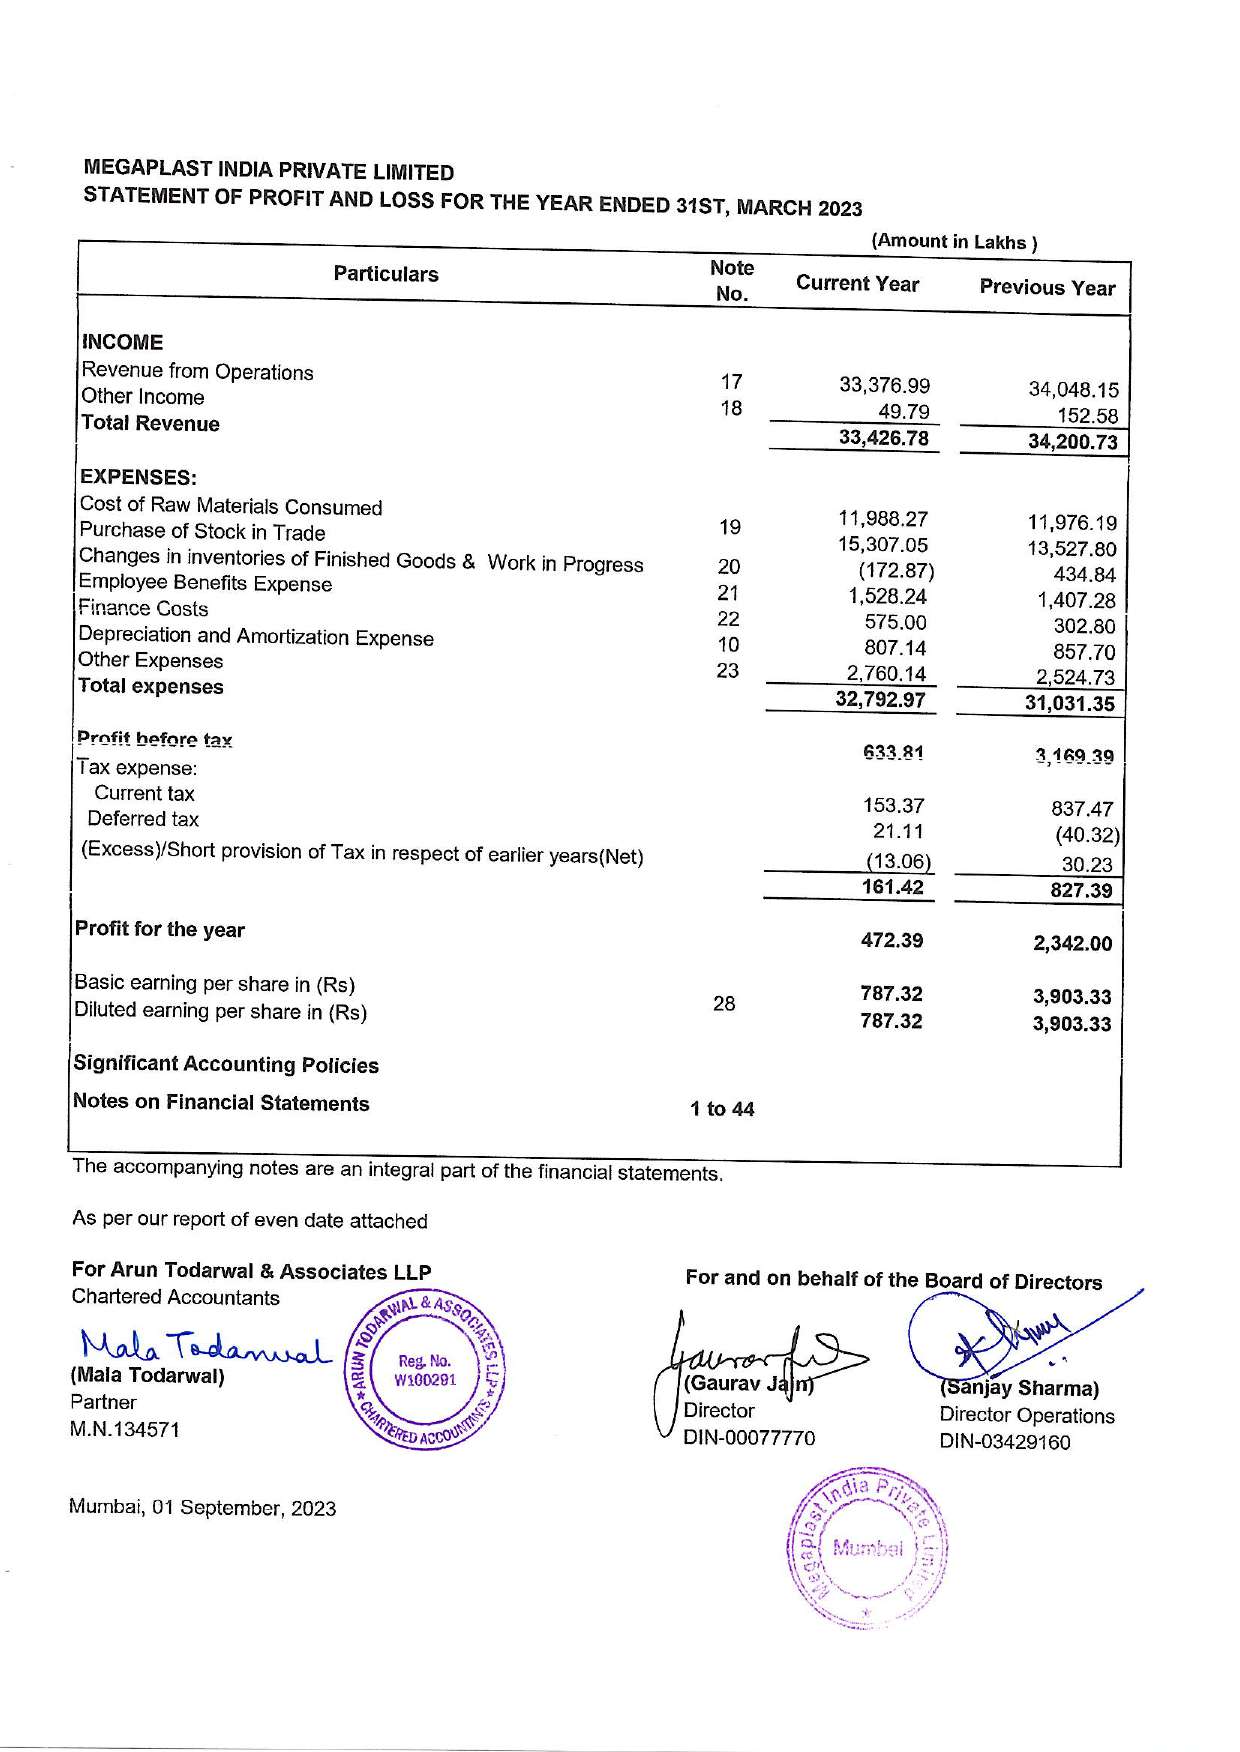 MEGAPLAST INDIA PRIVATE LIMITED
STATEMENT OF PROFIT AND LOSS FOR THE YEAR ENDED 31ST, MARCH 2023
(Amount in Lakhs )
Particulars Note No. Current Year Previous Year
INCOME
Revenue from Operations 17 33,376.99 34,048.15
Other Income 18 49.79 152.58
Total Revenue 33,426.78 34,200.73
EXPENSES:
Cost of Raw Materials Consumed 19 11,988.27 11,976.19
Purchase of Stock in Trade 15,307.05 13,527.80
Changes in inventories of Finished Goods & Work in Progress 20 (172.87) 434.84
Employee Benefits Expense 21 1,528.24 1,407.28
Finance Costs 22 575.00 302.80
Depreciation and Amortization Expense 10 807.14 857.70
Other Expenses 23 2,760.14 2,524.73
Total expenses 32,792.97 31,031.35
Profit before tax 633.81 3,169.39
Tax expense:
Current tax 153.37 837.47
Deferred tax 21.11 (40.32)
(Excess)/Short provision of Tax in respect of earlier years(Net) (13.06) 30.23
161.42 827.39
Profit for the year 472.39 2,342.00
Basic earning per share in (Rs) 28 787.32 3,903.33
Diluted earning per share in (Rs) 787.32 3,903.33
Significant Accounting Policies
Notes on Financial Statements 1 to 44
The accompanying notes are an integral part of the financial statements.
As per our report of even date attached
For Arun Todarwal & Associates LLP
Chartered Accountants
Mala Todarwal
ARUN TODARWAL & ASSOCIATES LLP
CHARTERED ACCOUNTANTS
Reg. No.
W100291
(Mala Todarwal)
Partner
M.N.134571
Mumbai, 01 September, 2023
For and on behalf of the Board of Directors
(Gaurav Jain)
Director
DIN-00077770
(Sanjay Sharma)
Director Operations
DIN-03429160
Megaplast India Private Limited
Mumbai